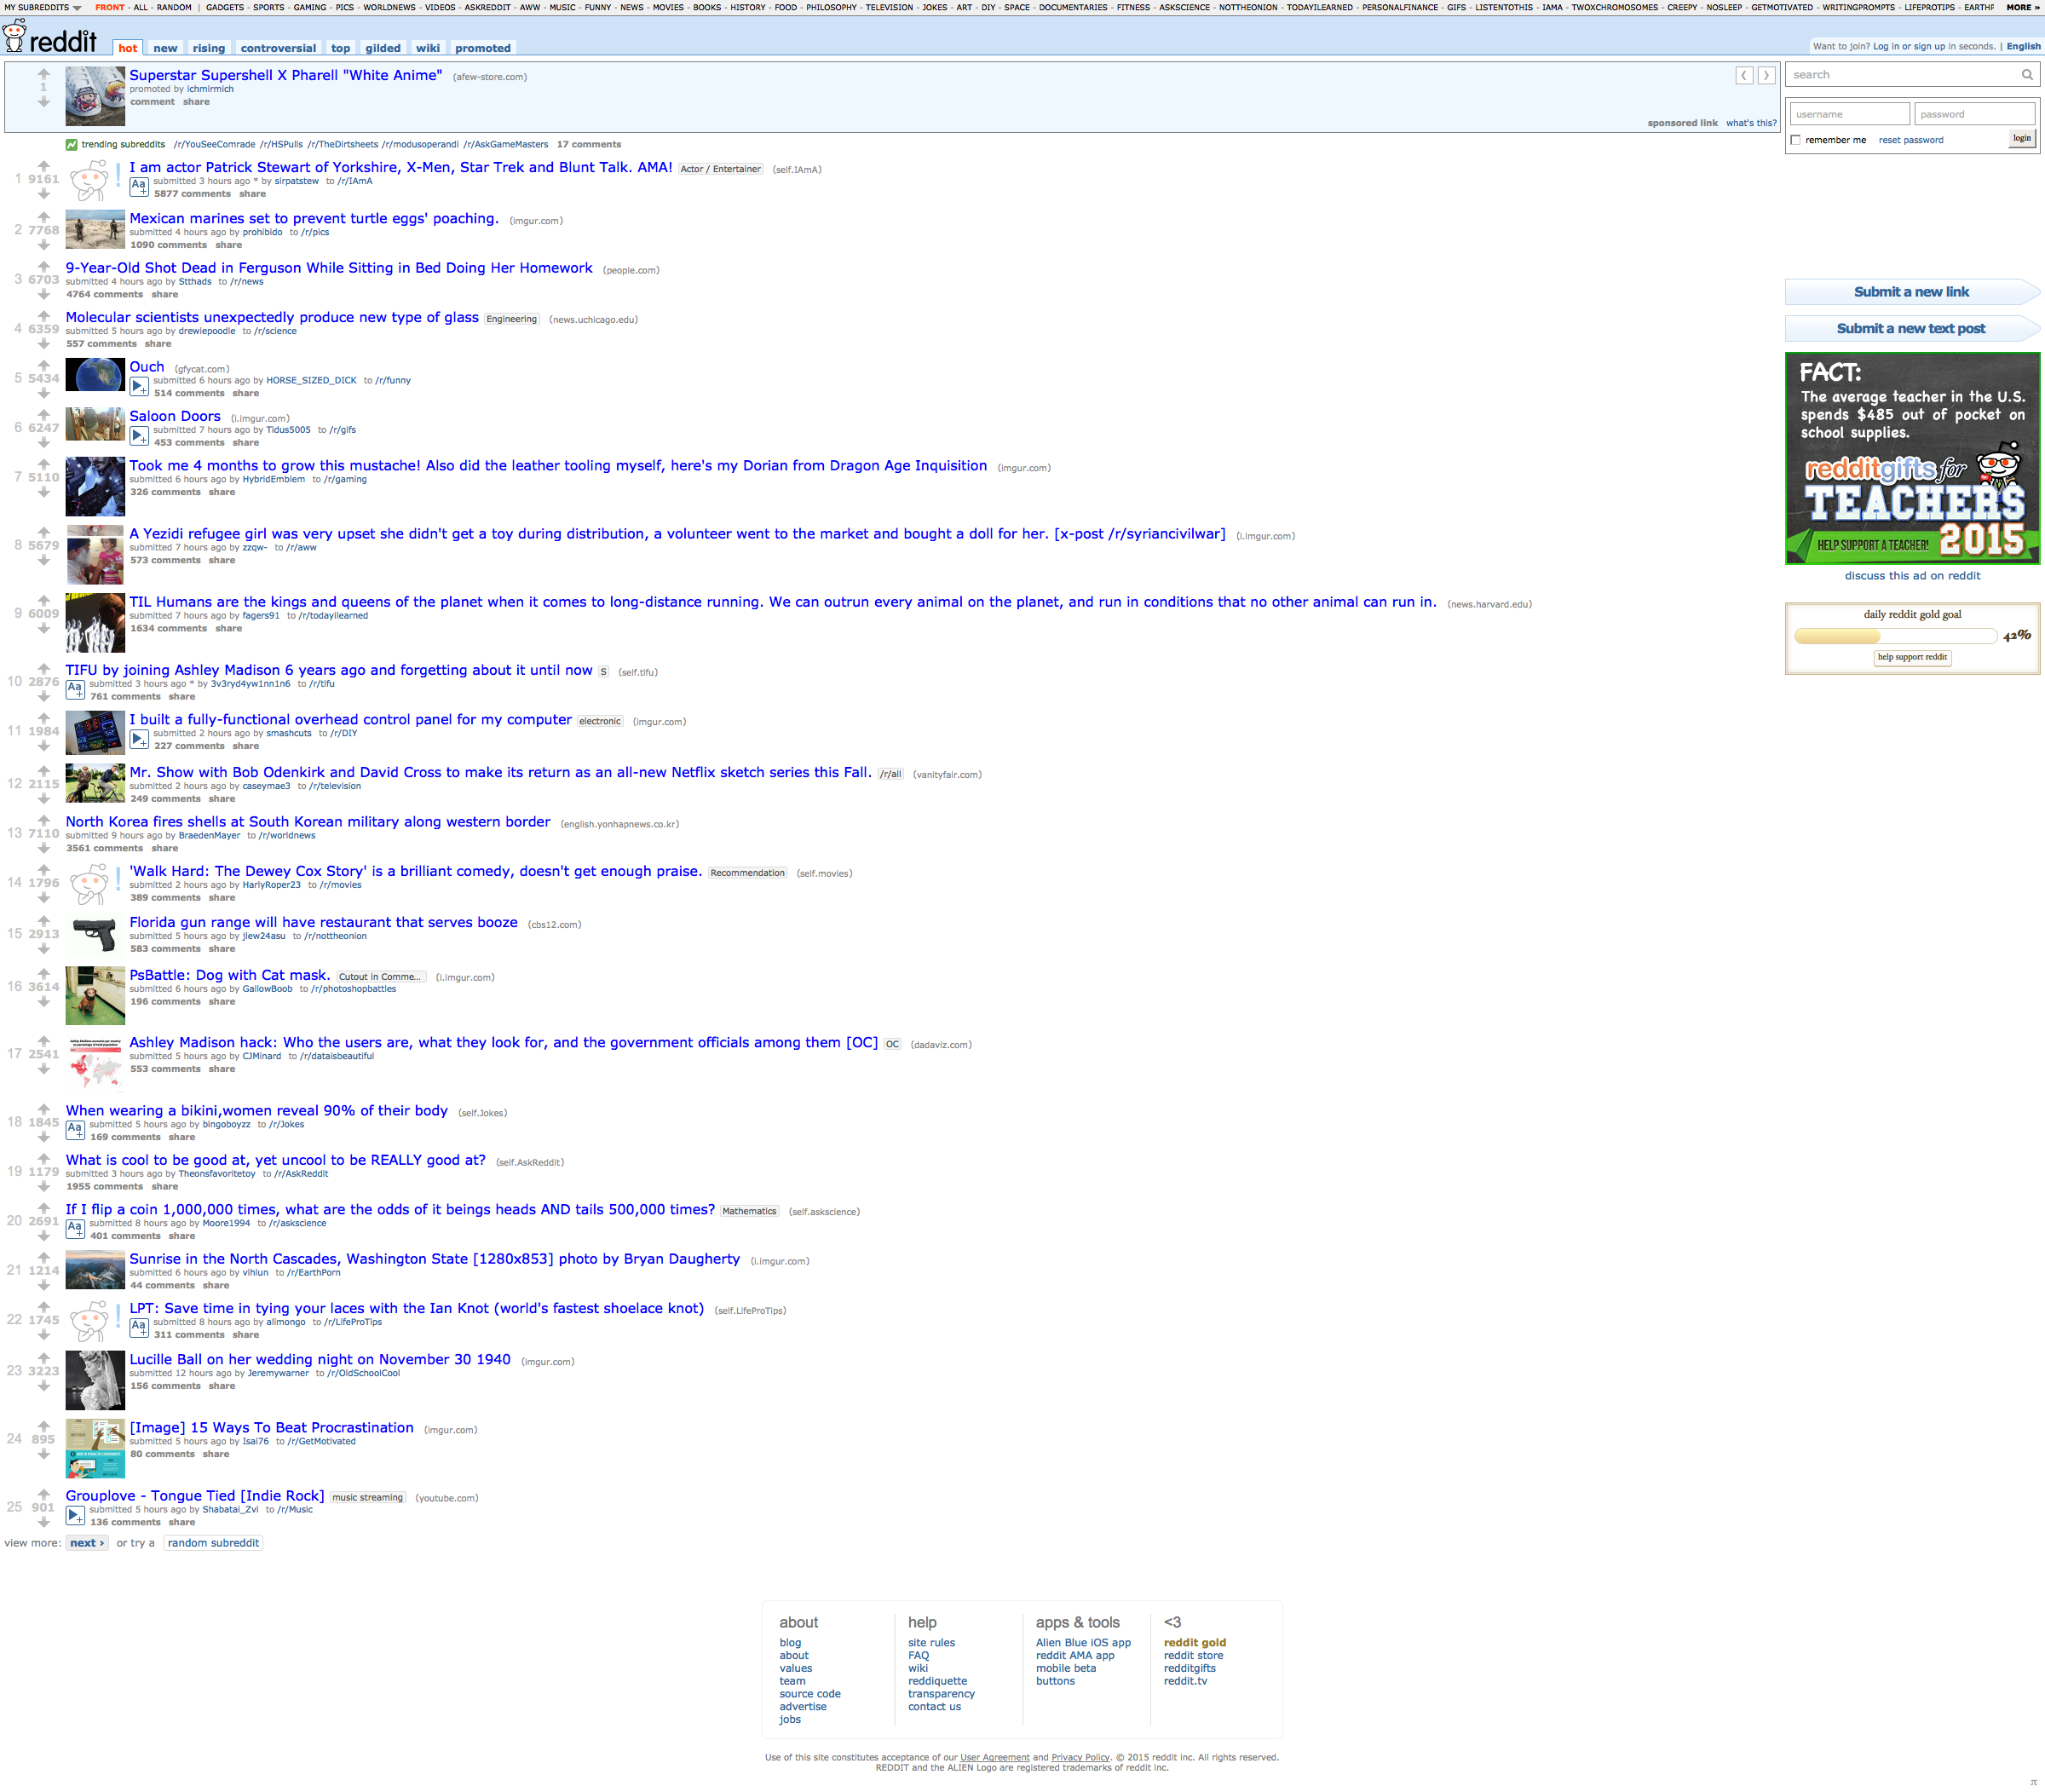 MY SUBREDDITS FRONT - ALL - RANDOM | GADGETS - SPORTS - GAMING - PICS - WORLDNEWS - VIDEOS - ASKREDDIT - AWW - MUSIC - FUNNY - NEWS - MOVIES - BOOKS - HISTORY - FOOD - PHILOSOPHY - TELEVISION - JOKES - ART - DIY - SPACE - DOCUMENTARIES - FITNESS - ASKSCIENCE - NOTTHEONION - TODAYILEARNED - PERSONALFINANCE - GIFS - LISTENTOTHIS - IAMA - TWOXCHROMOSOMES - CREEPY - NOSLEEP - GETMOTIVATED - WRITINGPROMPTS - LIFEPROTIPS - EARTHP MORE »
reddit hot new rising controversial top gilded wiki promoted
Want to join? Log in or sign up in seconds. | English
1
Superstar Supershell X Pharell "White Anime" (afew-store.com)
promoted by ichmirmich
comment share
sponsored link what's this?
trending subreddits /r/YouSeeComrade /r/HSPulls /r/TheDirtsheets /r/modusoperandi /r/AskGameMasters 17 comments
1 9161
I am actor Patrick Stewart of Yorkshire, X-Men, Star Trek and Blunt Talk. AMA! Actor / Entertainer (self.IAmA)
Aa+ submitted 3 hours ago * by sirpatstew to /r/IAmA
5877 comments share
2 7768
Mexican marines set to prevent turtle eggs' poaching. (imgur.com)
submitted 4 hours ago by prohibido to /r/pics
1090 comments share
3 6703
9-Year-Old Shot Dead in Ferguson While Sitting in Bed Doing Her Homework (people.com)
submitted 4 hours ago by Stthads to /r/news
4764 comments share
4 6359
Molecular scientists unexpectedly produce new type of glass Engineering (news.uchicago.edu)
submitted 5 hours ago by drewiepoodle to /r/science
557 comments share
5 5434
Ouch (gfycat.com)
submitted 6 hours ago by HORSE_SIZED_DICK to /r/funny
514 comments share
6 6247
Saloon Doors (i.imgur.com)
submitted 7 hours ago by Tidus5005 to /r/gifs
453 comments share
7 5110
Took me 4 months to grow this mustache! Also did the leather tooling myself, here's my Dorian from Dragon Age Inquisition (imgur.com)
submitted 6 hours ago by HybridEmblem to /r/gaming
326 comments share
8 5679
A Yezidi refugee girl was very upset she didn't get a toy during distribution, a volunteer went to the market and bought a doll for her. [x-post /r/syriancivilwar] (i.imgur.com)
submitted 7 hours ago by zzqw- to /r/aww
573 comments share
9 6009
TIL Humans are the kings and queens of the planet when it comes to long-distance running. We can outrun every animal on the planet, and run in conditions that no other animal can run in. (news.harvard.edu)
submitted 7 hours ago by fagers91 to /r/todayilearned
1634 comments share
10 2876
TIFU by joining Ashley Madison 6 years ago and forgetting about it until now S (self.tifu)
Aa+ submitted 3 hours ago * by 3v3ryd4yw1nn1n6 to /r/tifu
761 comments share
11 1984
I built a fully-functional overhead control panel for my computer electronic (imgur.com)
submitted 2 hours ago by smashcuts to /r/DIY
227 comments share
12 2115
Mr. Show with Bob Odenkirk and David Cross to make its return as an all-new Netflix sketch series this Fall. /r/all (vanityfair.com)
submitted 2 hours ago by caseymae3 to /r/television
249 comments share
13 7110
North Korea fires shells at South Korean military along western border (english.yonhapnews.co.kr)
submitted 9 hours ago by BraedenMayer to /r/worldnews
3561 comments share
14 1796
'Walk Hard: The Dewey Cox Story' is a brilliant comedy, doesn't get enough praise. Recommendation (self.movies)
submitted 2 hours ago by HarlyRoper23 to /r/movies
389 comments share
15 2913
Florida gun range will have restaurant that serves booze (cbs12.com)
submitted 5 hours ago by jlew24asu to /r/nottheonion
583 comments share
16 3614
PsBattle: Dog with Cat mask. Cutout in Comme... (i.imgur.com)
submitted 6 hours ago by GallowBoob to /r/photoshopbattles
196 comments share
17 2541
Ashley Madison hack: Who the users are, what they look for, and the government officials among them [OC] OC (dadaviz.com)
submitted 5 hours ago by CJMinard to /r/dataisbeautiful
553 comments share
18 1845
When wearing a bikini,women reveal 90% of their body (self.Jokes)
Aa+ submitted 5 hours ago by bingoboyzz to /r/Jokes
169 comments share
19 1179
What is cool to be good at, yet uncool to be REALLY good at? (self.AskReddit)
submitted 3 hours ago by Theonsfavoritetoy to /r/AskReddit
1955 comments share
20 2691
If I flip a coin 1,000,000 times, what are the odds of it beings heads AND tails 500,000 times? Mathematics (self.askscience)
Aa+ submitted 8 hours ago by Moore1994 to /r/askscience
401 comments share
21 1214
Sunrise in the North Cascades, Washington State [1280x853] photo by Bryan Daugherty (i.imgur.com)
submitted 6 hours ago by vihlun to /r/EarthPorn
44 comments share
22 1745
LPT: Save time in tying your laces with the Ian Knot (world's fastest shoelace knot) (self.LifeProTips)
Aa+ submitted 8 hours ago by alimongo to /r/LifeProTips
311 comments share
23 3223
Lucille Ball on her wedding night on November 30 1940 (imgur.com)
submitted 12 hours ago by Jeremywarner to /r/OldSchoolCool
156 comments share
24 895
[Image] 15 Ways To Beat Procrastination (imgur.com)
submitted 5 hours ago by Isai76 to /r/GetMotivated
80 comments share
25 901
Grouplove - Tongue Tied [Indie Rock] music streaming (youtube.com)
submitted 5 hours ago by Shabatai_Zvi to /r/Music
136 comments share
view more: next › or try a random subreddit
search
username password
remember me reset password login
Submit a new link
Submit a new text post
FACT:
The average teacher in the U.S.
spends $485 out of pocket on
school supplies.
redditgifts for
TEACHERS
HELP SUPPORT A TEACHER! 2015
discuss this ad on reddit
daily reddit gold goal
42%
help support reddit
about
blog
about
values
team
source code
advertise
jobs
help
site rules
FAQ
wiki
reddiquette
transparency
contact us
apps & tools
Alien Blue iOS app
reddit AMA app
mobile beta
buttons
<3
reddit gold
reddit store
redditgifts
reddit.tv
Use of this site constitutes acceptance of our User Agreement and Privacy Policy. © 2015 reddit inc. All rights reserved.
REDDIT and the ALIEN Logo are registered trademarks of reddit inc.
π